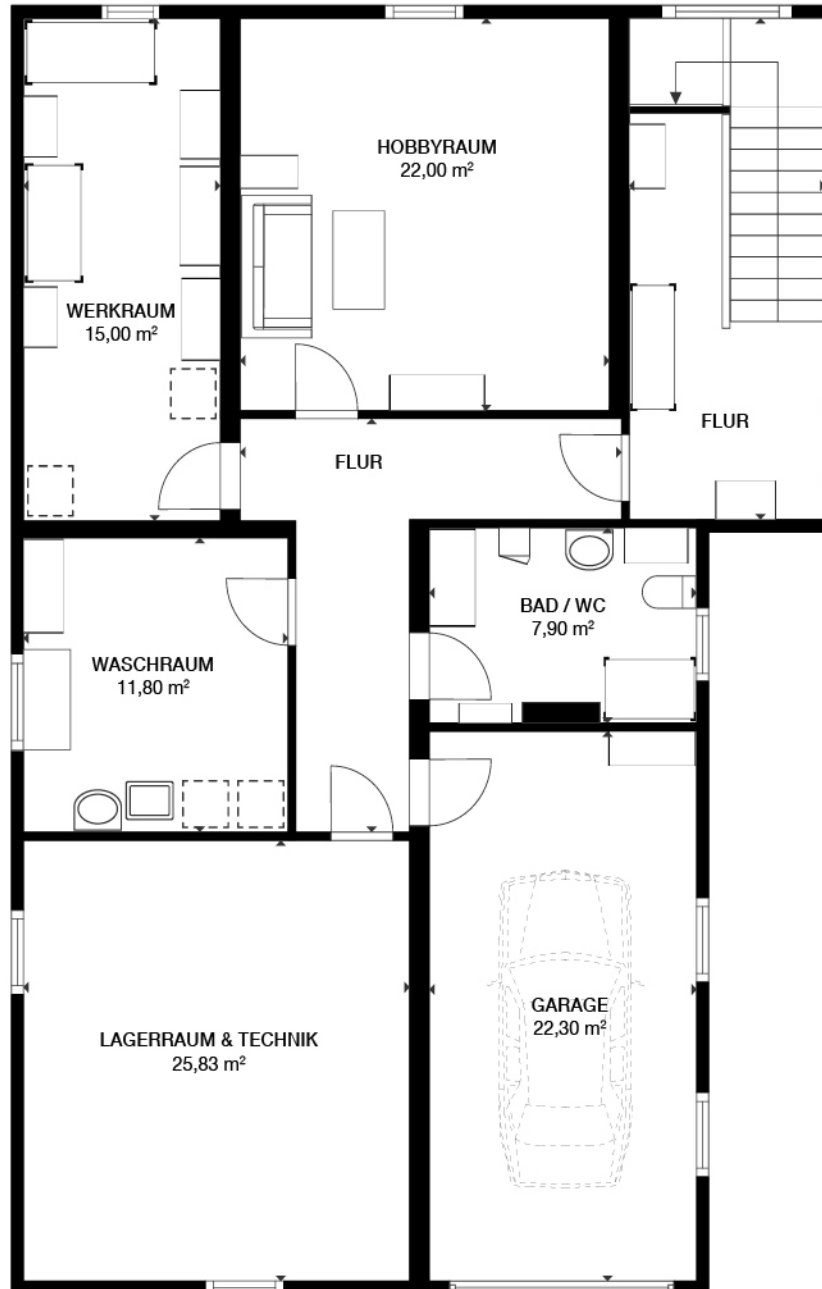 HOBBYRAUM
22,00 m²
WERKRAUM
15,00 m²
FLUR
FLUR
BAD / WC
7,90 m²
WASCHRAUM
11,80 m²
GARAGE
22,30 m²
LAGERRAUM & TECHNIK
25,83 m²